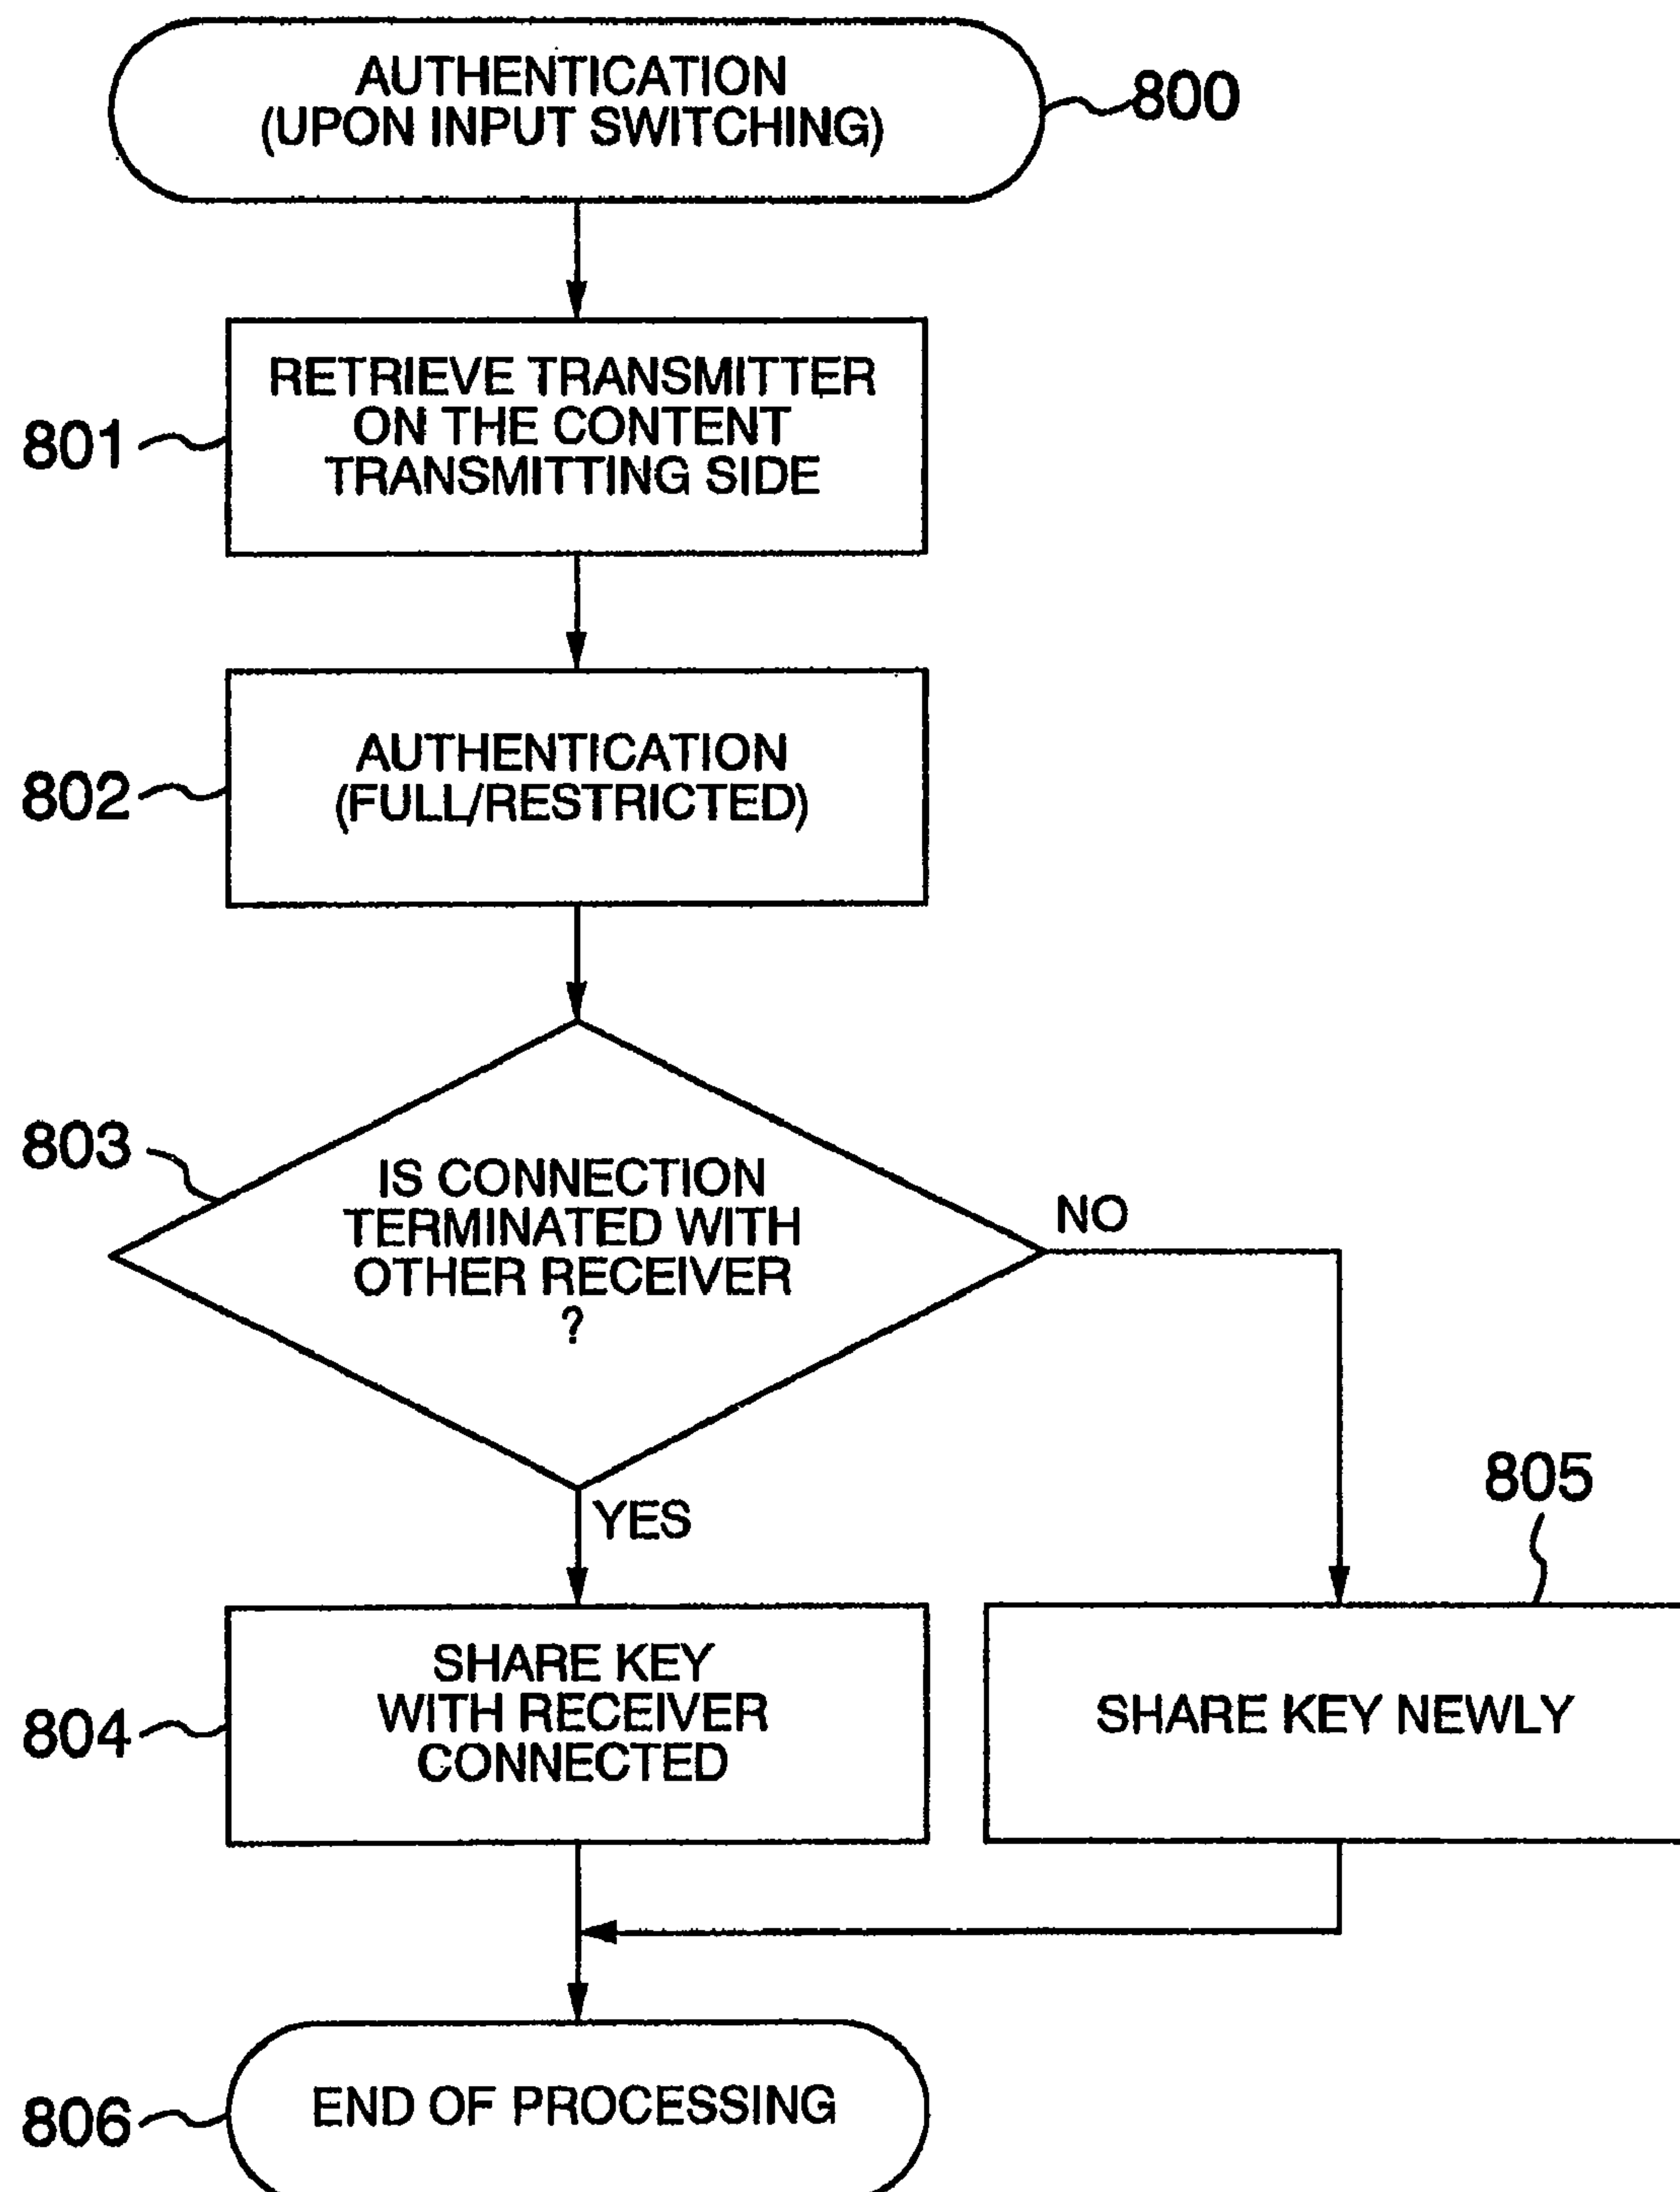 AUTHENTICATION
(UPON INPUT SWITCHING)
800
RETRIEVE TRANSMITTER
ON THE CONTENT
TRANSMITTING SIDE
801
AUTHENTICATION
(FULL/RESTRICTED)
802
803
IS CONNECTION
TERMINATED WITH
OTHER RECEIVER
?
NO
YES
805
SHARE KEY
WITH RECEIVER
CONNECTED
804
SHARE KEY NEWLY
END OF PROCESSING
806